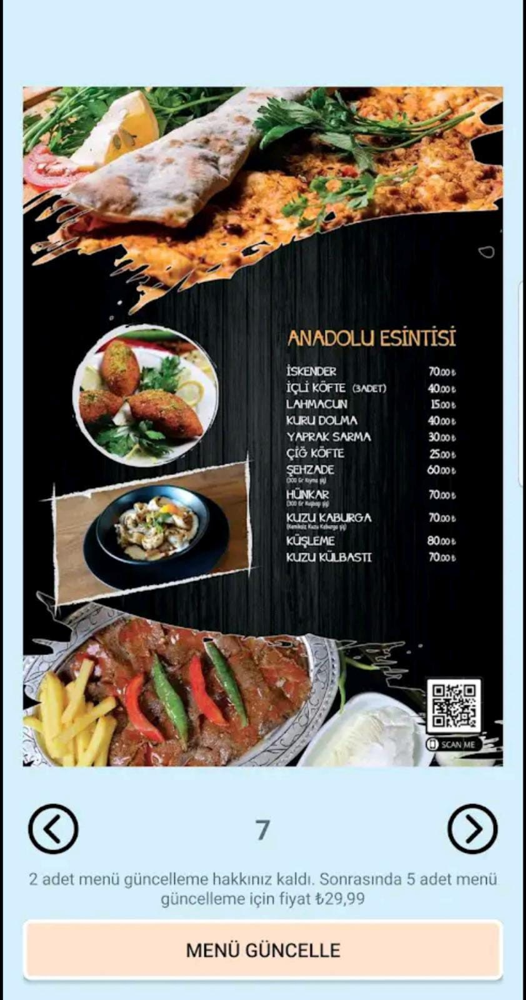 ANADOLU ESİNTİSİ
İSKENDER 70.00 ₺
İÇLİ KÖFTE (3ADET) 40.00 ₺
LAHMACUN 15.00 ₺
KURU DOLMA 40.00 ₺
YAPRAK SARMA 30.00 ₺
ÇİĞ KÖFTE 25.00 ₺
ŞEHZADE 60.00 ₺
(300 Gr Kıyma şiş)
HÜNKAR 70.00 ₺
(300 Gr Kuşbaşı şiş)
KUZU KABURGA 70.00 ₺
(Kemiksiz Kuzu Kaburga şiş)
KÜŞLEME 80.00 ₺
KUZU KÜLBASTI 70.00 ₺
SCAN ME
7
2 adet menü güncelleme hakkınız kaldı. Sonrasında 5 adet menü
güncelleme için fiyat ₺29,99
MENÜ GÜNCELLE